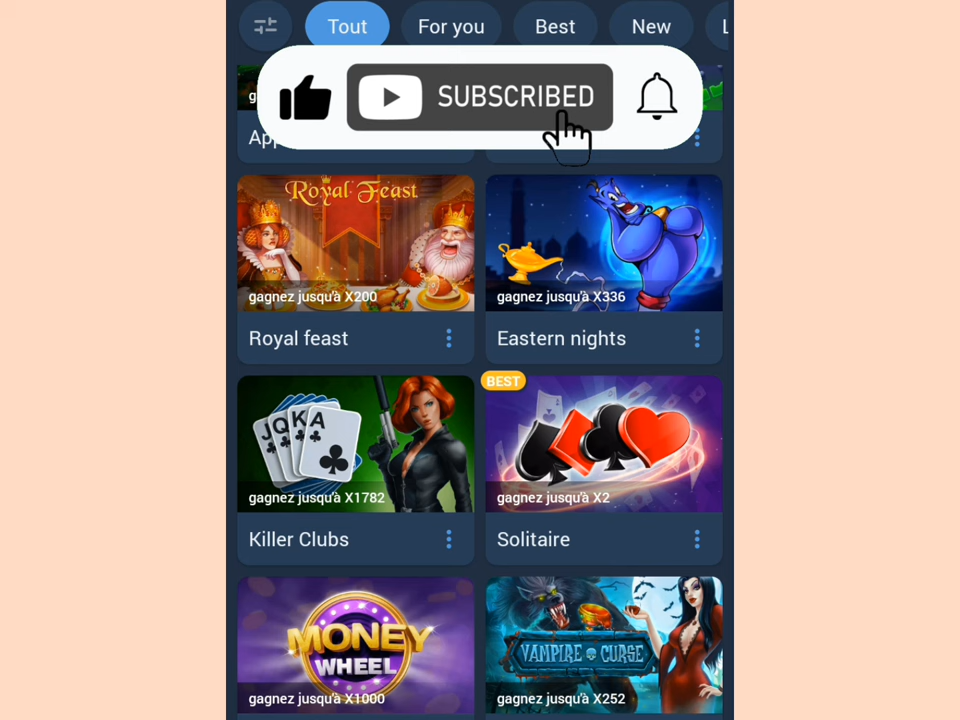 Tout
For you
Best
New
L
SUBSCRIBED
g
App
Royal Feast
gagnez jusqu'à X200
gagnez jusqu'à X336
Royal feast
Eastern nights
BEST
J Q K A
gagnez jusqu'à X1782
gagnez jusqu'à X2
Killer Clubs
Solitaire
MONEY
WHEEL
VAMPIRE CURSE
gagnez jusqu'à X1000
gagnez jusqu'à X252